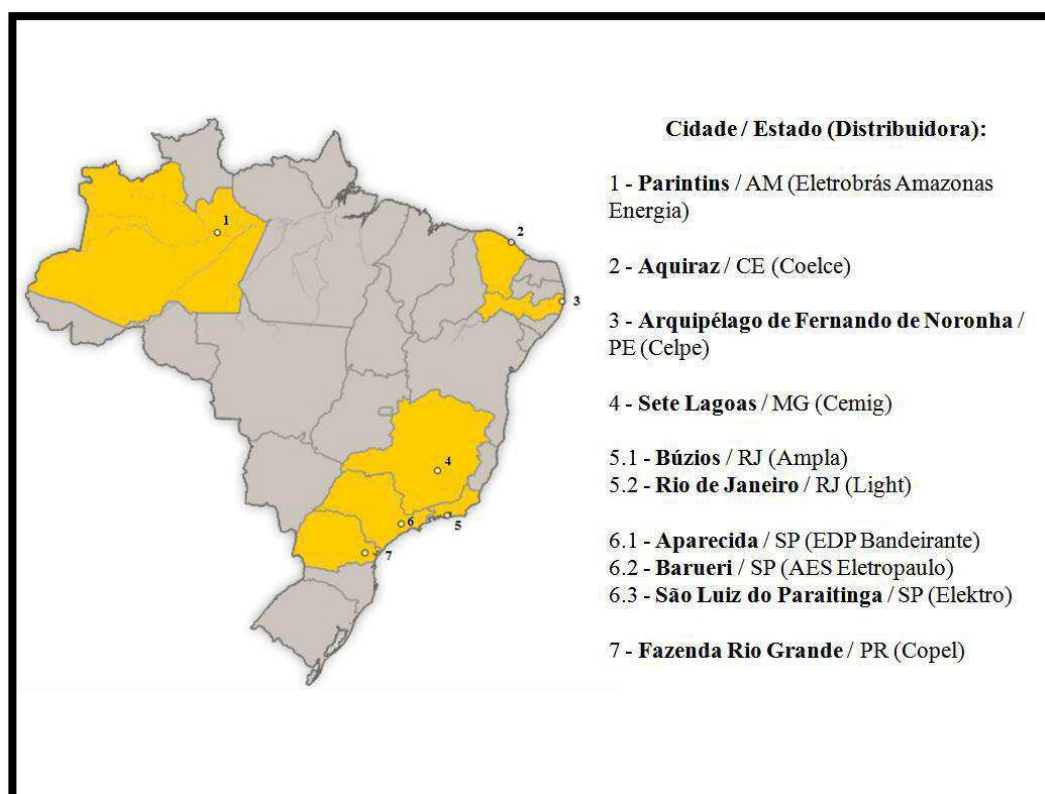 Cidade / Estado (Distribuidora):
1 - Parintins / AM (Eletrobrás Amazonas
Energia)
2 - Aquiraz / CE (Coelce)
3 - Arquipélago de Fernando de Noronha /
PE (Celpe)
4 - Sete Lagoas / MG (Cemig)
5.1 - Búzios / RJ (Ampla)
5.2 - Rio de Janeiro / RJ (Light)
6.1 - Aparecida / SP (EDP Bandeirante)
6.2 - Barueri / SP (AES Eletropaulo)
6.3 - São Luiz do Paraitinga / SP (Elektro)
7 - Fazenda Rio Grande / PR (Copel)
1
2
3
4
6
5
7